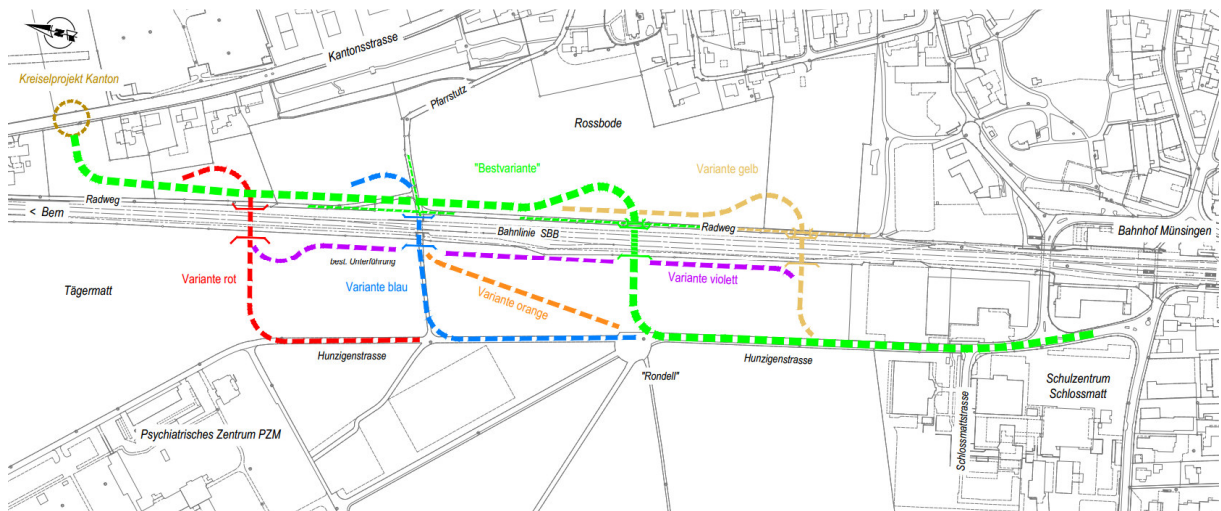 Kreiselprojekt Kanton
Kantonsstrasse
Pfarrstutz
Rossbode
"Bestvariante"
Variante gelb
Radweg
< Bern
Radweg
Bahnlinie SBB
Bahnhof Münsingen
best. Unterführung
Variante rot
Variante blau
Variante orange
Variante violett
Tägermatt
Hunzigenstrasse
Hunzigenstrasse
"Rondell"
Schlossmattstrasse
Schulzentrum
Schlossmatt
Psychiatrisches Zentrum PZM